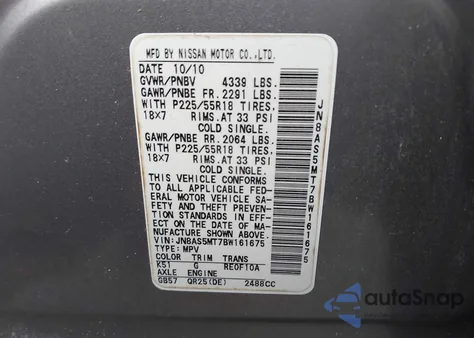 MFD BY NISSAN MOTOR CO.,LTD.
DATE 10/10
GVWR/PNBV 4339 LBS.
GAWR/PNBE FR. 2291 LBS.
WITH P225/55R18 TIRES,
18×7 RIMS.AT 33 PSI
COLD SINGLE.
GAWR/PNBE RR. 2064 LBS.
WITH P225/55R18 TIRES,
18×7 RIMS.AT 33 PSI
COLD SINGLE.
THIS VEHICLE CONFORMS
TO ALL APPLICABLE FED-
ERAL MOTOR VEHICLE SA-
FETY AND THEFT PREVEN-
TION STANDARDS IN EFF-
ECT ON THE DATE OF MA-
NUFACTURE SHOWN ABOVE.
VIN: JN8AS5MT7BW161675
TYPE: MPV
COLOR TRIM TRANS
K51 G RE0F10A
AXLE ENGINE
GB57 QR25(DE) 2488CC
JN8AS5MT7BW161675
autoSnap